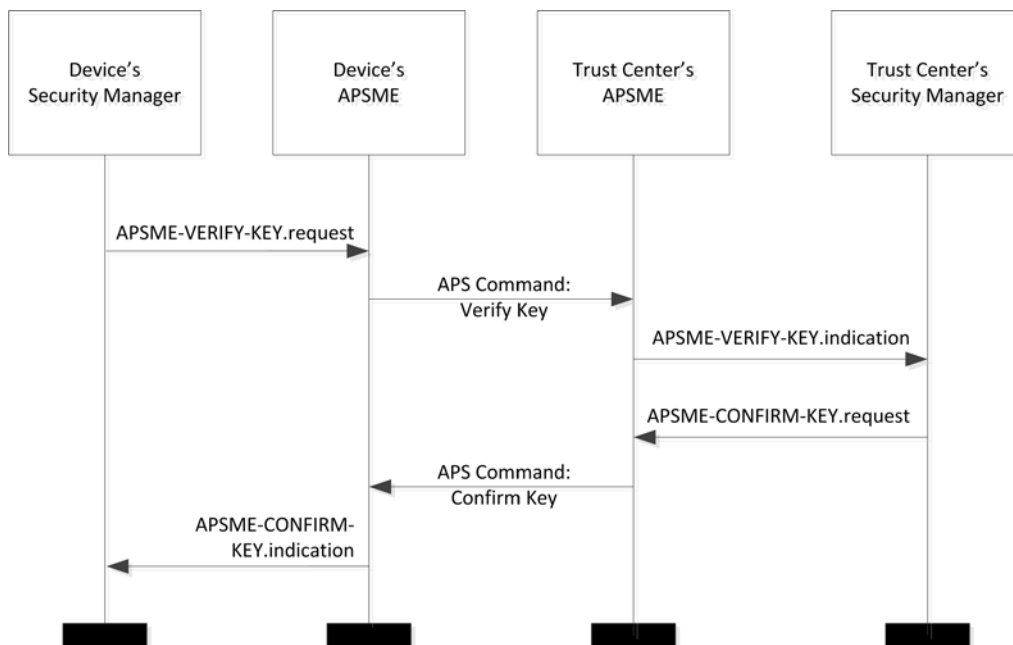 Device's
Security Manager
Device's
APSME
Trust Center's
APSME
Trust Center's
Security Manager
APSME-VERIFY-KEY.request
APS Command:
Verify Key
APSME-VERIFY-KEY.indication
APSME-CONFIRM-KEY.request
APS Command:
Confirm Key
APSME-CONFIRM-
KEY.indication